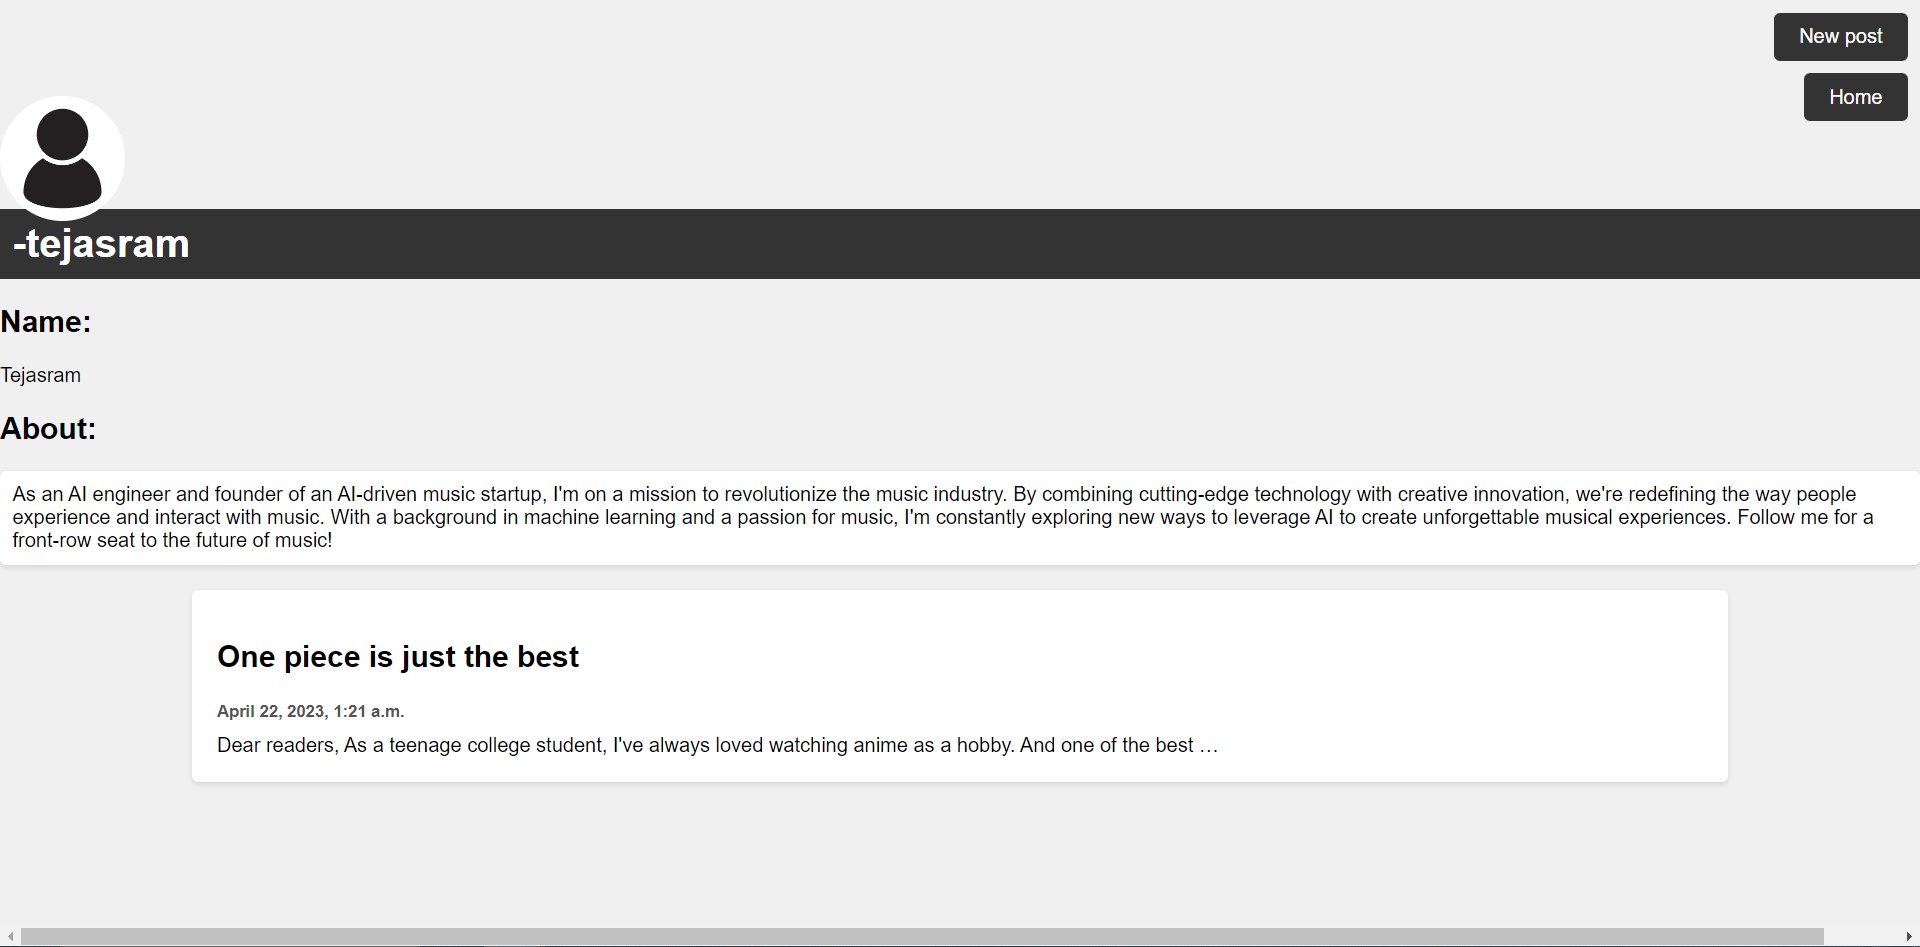 New post
Home
-tejasram
Name:
Tejasram
About:
As an AI engineer and founder of an AI-driven music startup, I'm on a mission to revolutionize the music industry. By combining cutting-edge technology with creative innovation, we're redefining the way people
experience and interact with music. With a background in machine learning and a passion for music, I'm constantly exploring new ways to leverage AI to create unforgettable musical experiences. Follow me for a
front-row seat to the future of music!
One piece is just the best
April 22, 2023, 1:21 a.m.
Dear readers, As a teenage college student, I've always loved watching anime as a hobby. And one of the best …